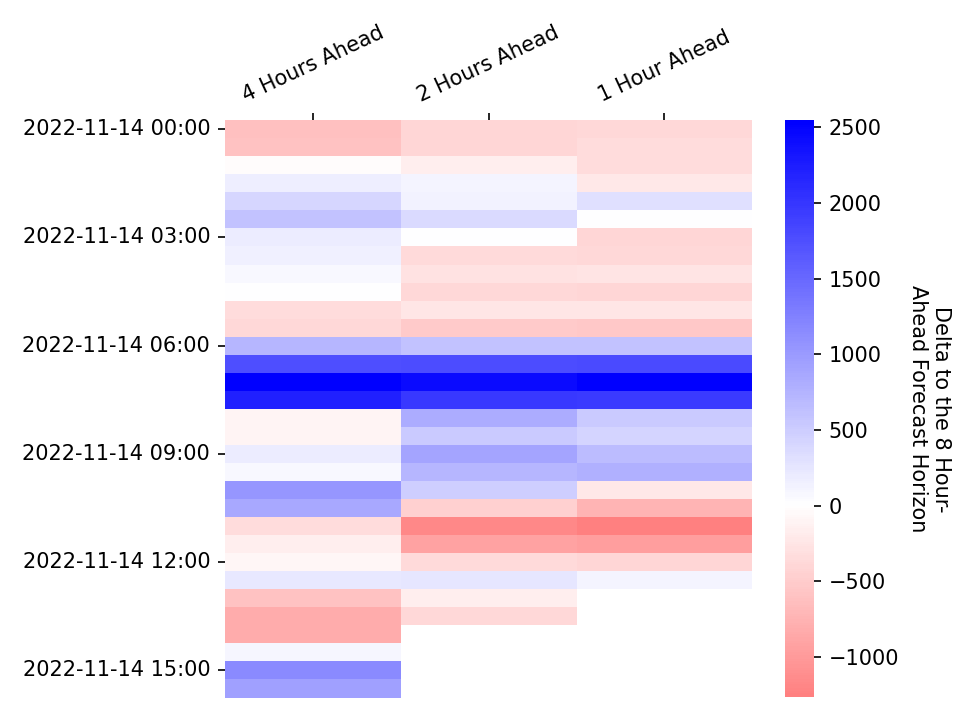 4 Hours Ahead
2 Hours Ahead
1 Hour Ahead
2022-11-14 00:00
2022-11-14 03:00
2022-11-14 06:00
2022-11-14 09:00
2022-11-14 12:00
2022-11-14 15:00
2500
2000
1500
1000
500
0
−500
−1000
Delta to the 8 Hour-
Ahead Forecast Horizon